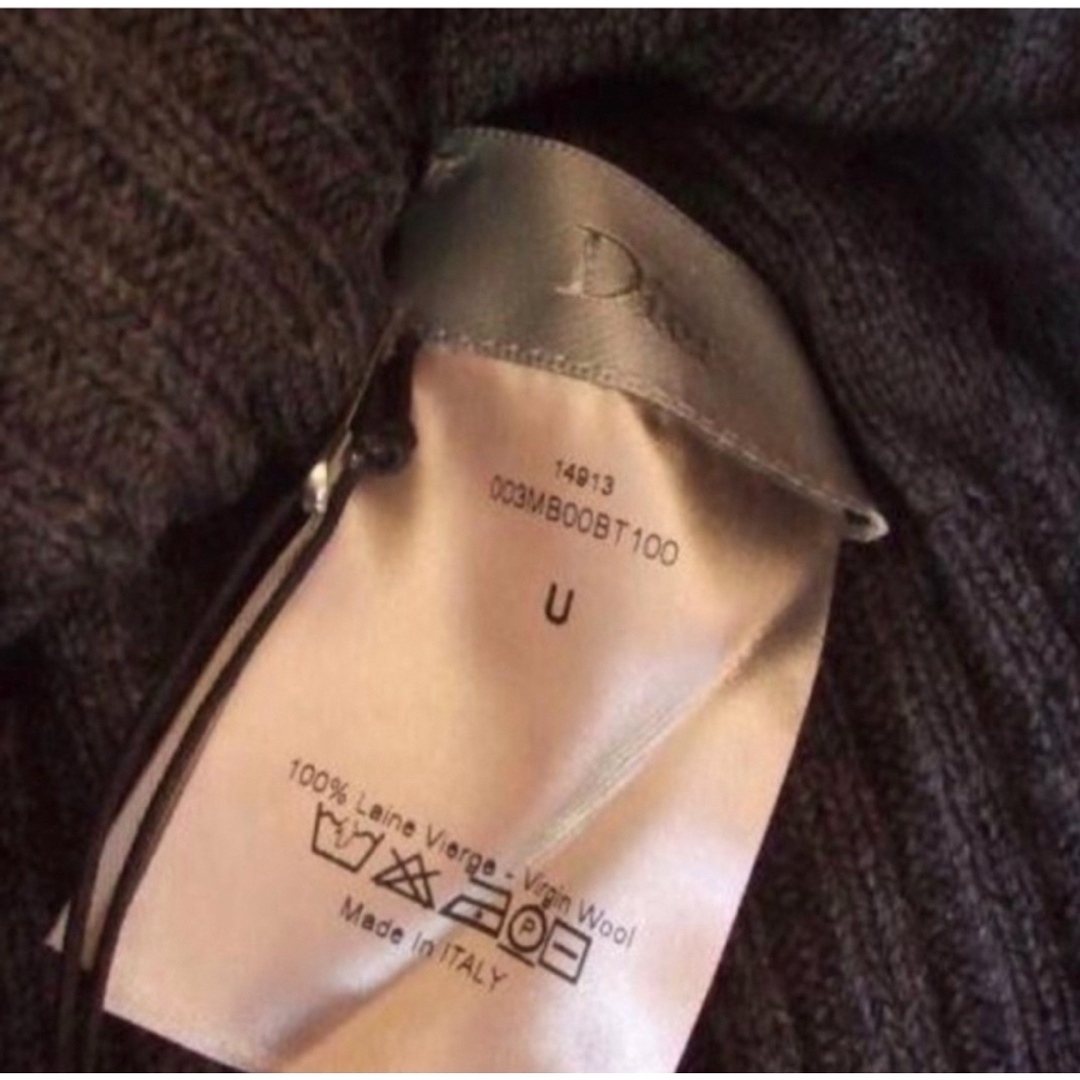 Dior
14913
003MB00BT100
U
100% Laine Vierge - Virgin Wool
P
Made In ITALY